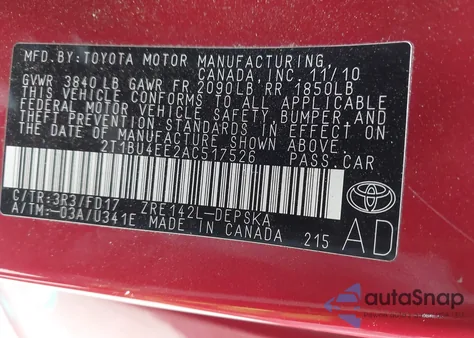 MFD.BY:TOYOTA MOTOR MANUFACTURING,
CANADA, INC. 11/10
GVWR 3840LB GAWR FR 2090LB RR 1850LB
THIS VEHICLE CONFORMS TO ALL APPLICABLE
FEDERAL MOTOR VEHICLE SAFETY, BUMPER,AND
THEFT PREVENTION STANDARDS IN EFFECT ON
THE DATE OF MANUFACTURE SHOWN ABOVE.
2T1BU4EE2AC517526
PASS.CAR
C/TR:3R3/FD17 ZRE142L-DEPSKA
A/TM:-03A/U341E MADE IN CANADA 215
TOYOTA
AD
autoSnap